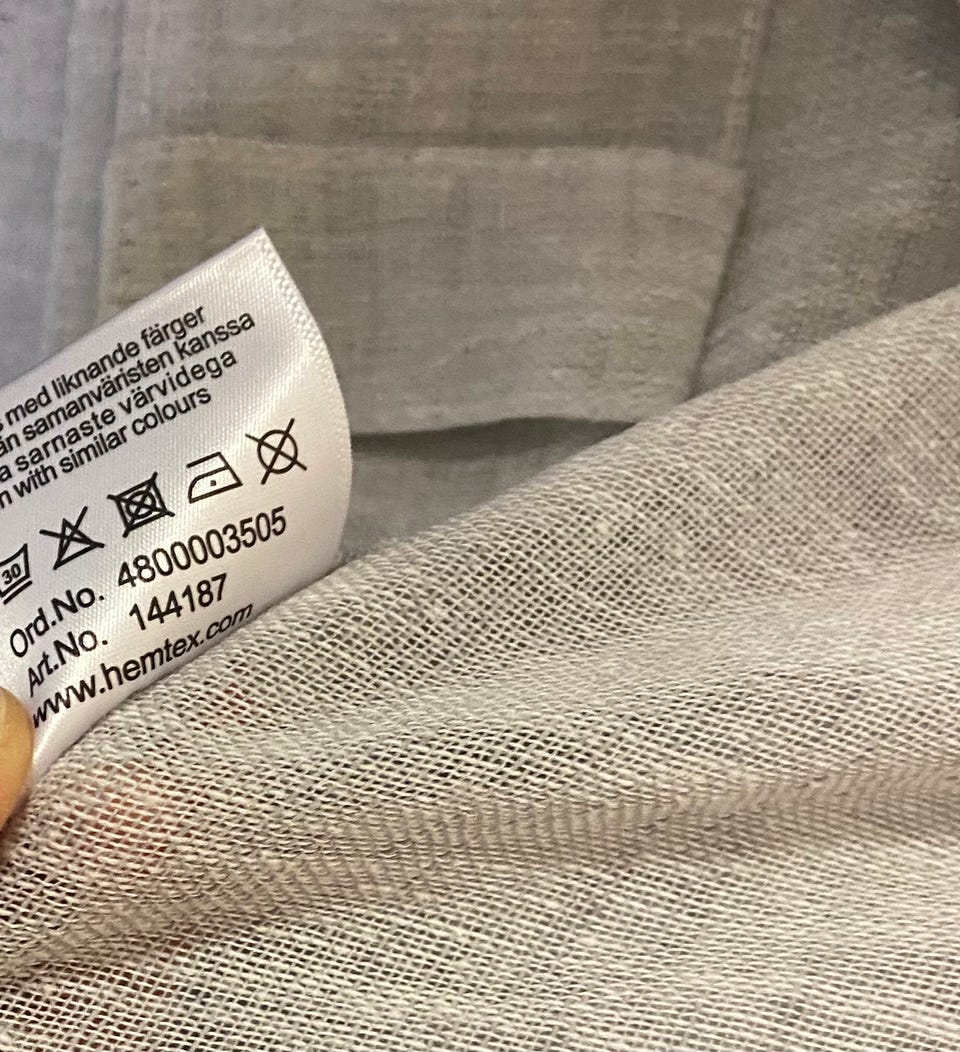 med liknande färger
samanväristen kanssa
sarnaste värvidega
with similar colours
30
Ord.No. 4800003505
Art.No. 144187
www.hemtex.com